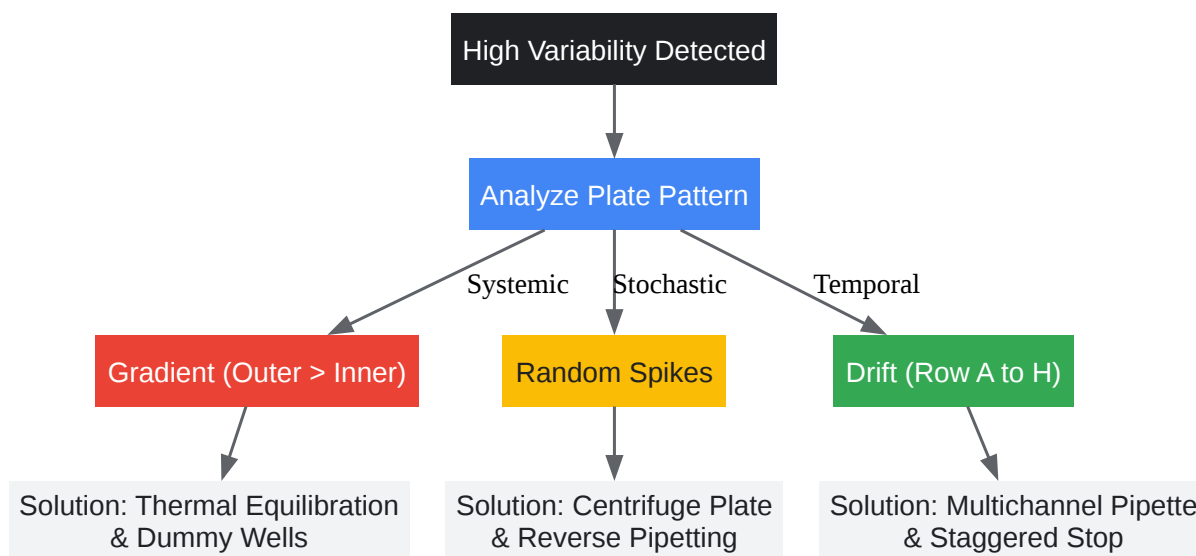 High Variability Detected
Analyze Plate Pattern
Systemic
Stochastic
Temporal
Gradient (Outer > Inner)
Random Spikes
Drift (Row A to H)
Solution: Thermal Equilibration
& Dummy Wells
Solution: Centrifuge Plate
& Reverse Pipetting
Solution: Multichannel Pipette
& Staggered Stop